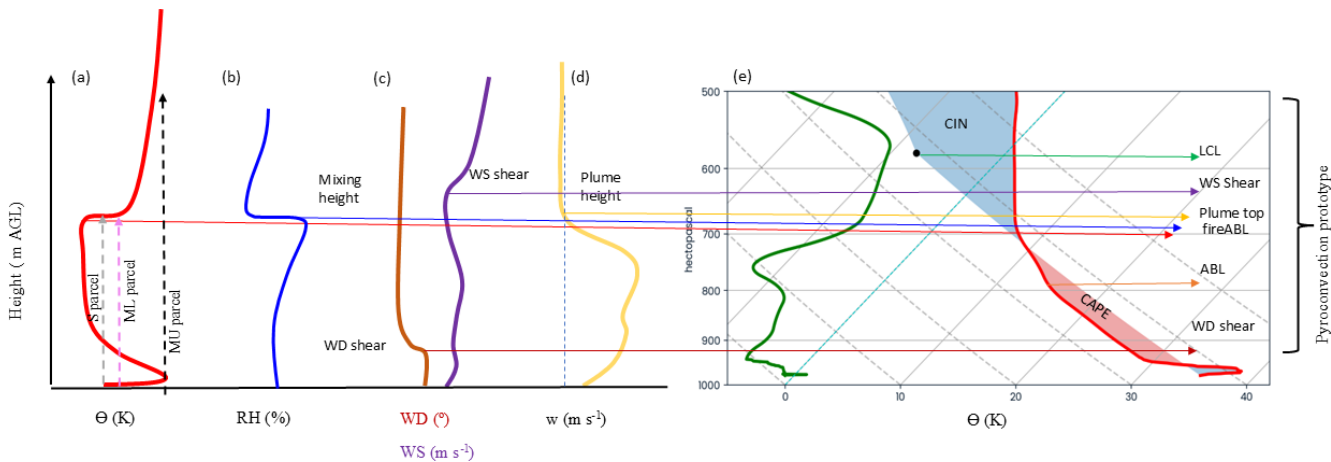 (a)
(b)
(c)
(d)
(e)
Height ( m AGL)
S parcel
ML parcel
MU parcel
Mixing
height
WD shear
WS shear
Plume
height
Ɵ (K)
RH (%)
WD (º)
WS (m s-1)
w (m s-1)
500
600
700
800
900
1000
hectopascal
CIN
CAPE
LCL
WS Shear
Plume top
fireABL
ABL
WD shear
0
10
20
30
40
Ɵ (K)
Pyroconvection prototype